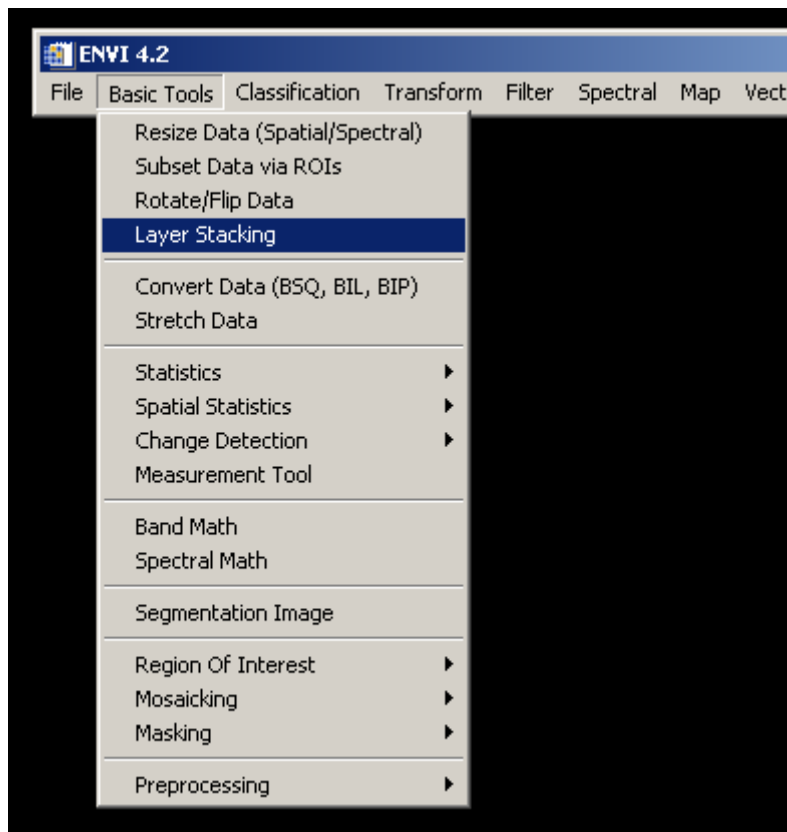 ENVI 4.2
File Basic Tools Classification Transform Filter Spectral Map Vect
Resize Data (Spatial/Spectral)
Subset Data via ROIs
Rotate/Flip Data
Layer Stacking
Convert Data (BSQ, BIL, BIP)
Stretch Data
Statistics
Spatial Statistics
Change Detection
Measurement Tool
Band Math
Spectral Math
Segmentation Image
Region Of Interest
Mosaicking
Masking
Preprocessing